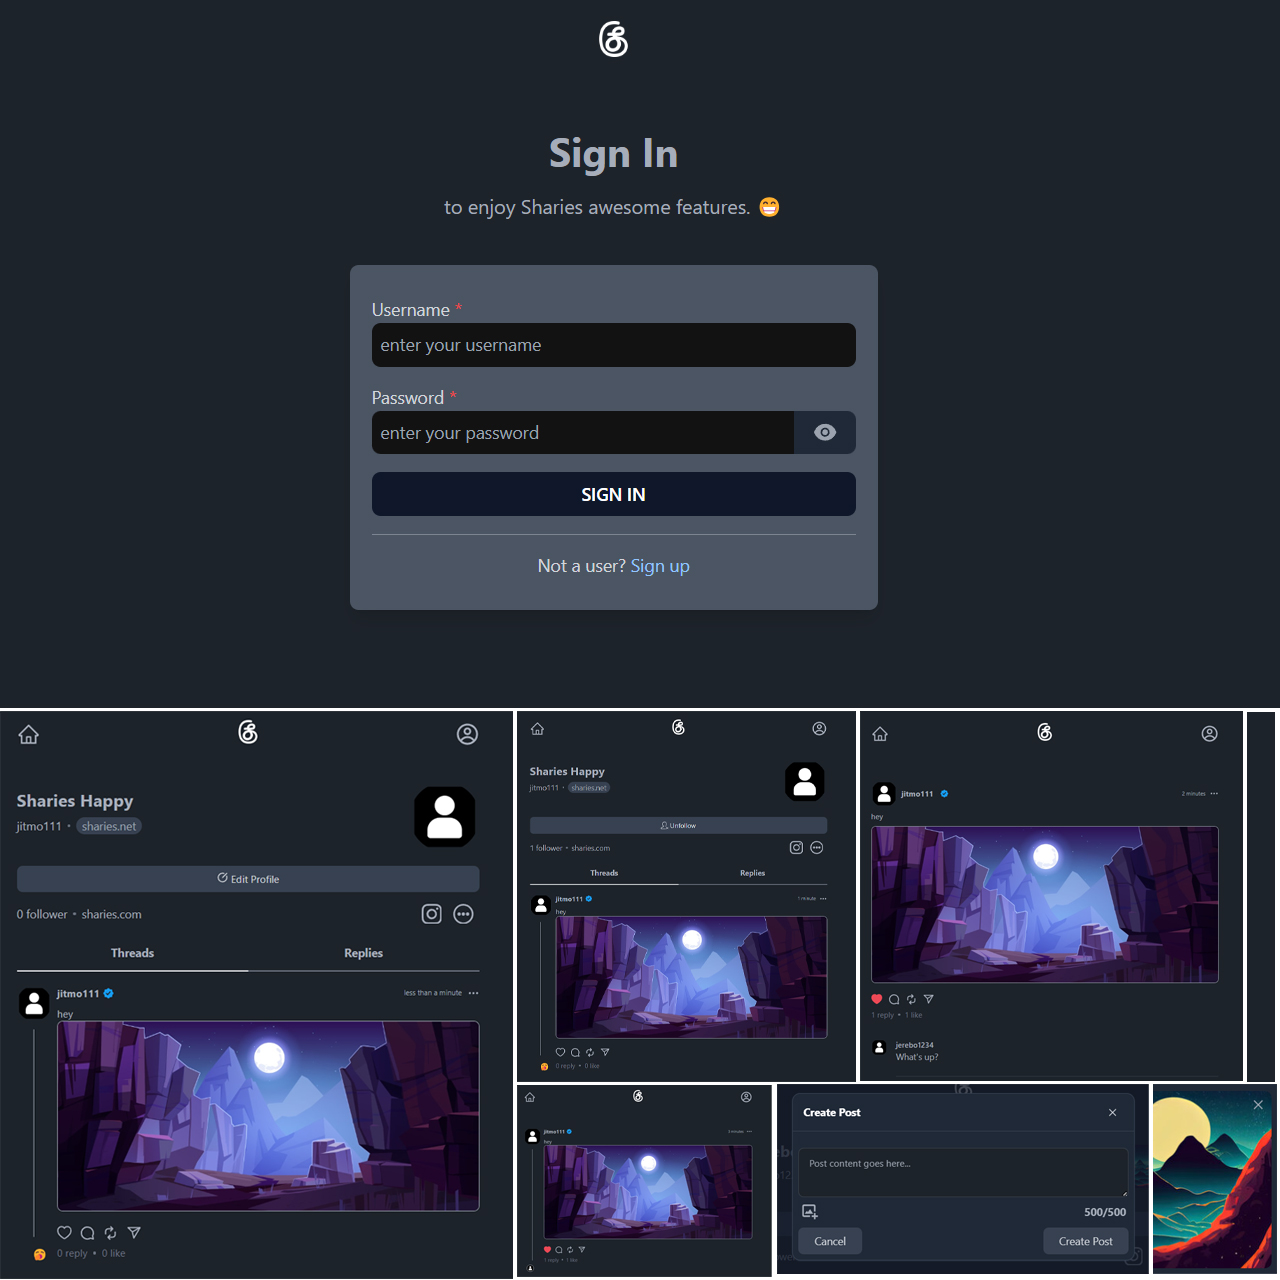 Sign In
to enjoy Sharies awesome features. 😁
Username *
enter your username
Password *
enter your password
SIGN IN
Not a user? Sign up
Sharies Happy
jitmo111 • sharies.net
Edit Profile
0 follower • sharies.com
Threads Replies
jitmo111 less than a minute
hey
0 reply • 0 like
Sharies Happy
jitmo111 • sharies.net
Unfollow
1 follower • sharies.com
Threads Replies
jitmo111 1 minute
hey
0 reply • 0 like
jitmo111 2 minutes
hey
1 reply • 1 like
jerebo1234
What's up?
jitmo111
hey
1 reply • 1 like
Create Post
Post content goes here...
500/500
Cancel Create Post